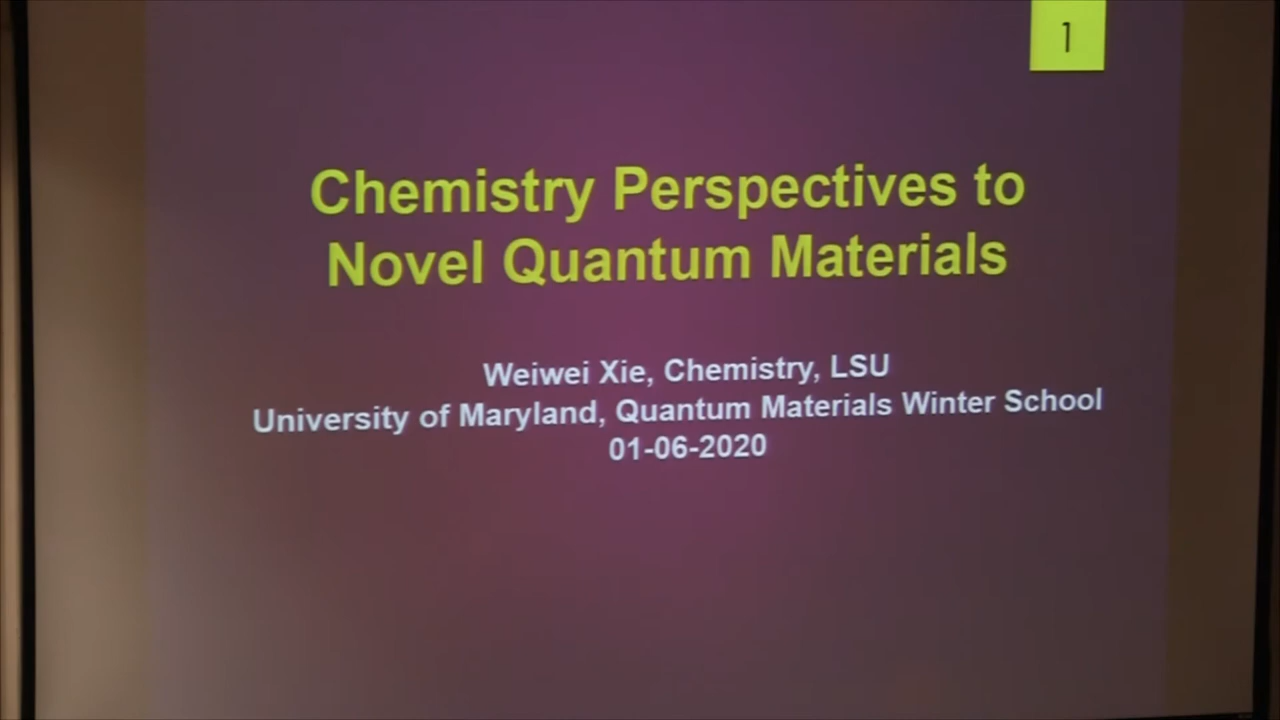 1
Chemistry Perspectives to
Novel Quantum Materials
Weiwei Xie, Chemistry, LSU
University of Maryland, Quantum Materials Winter School
01-06-2020